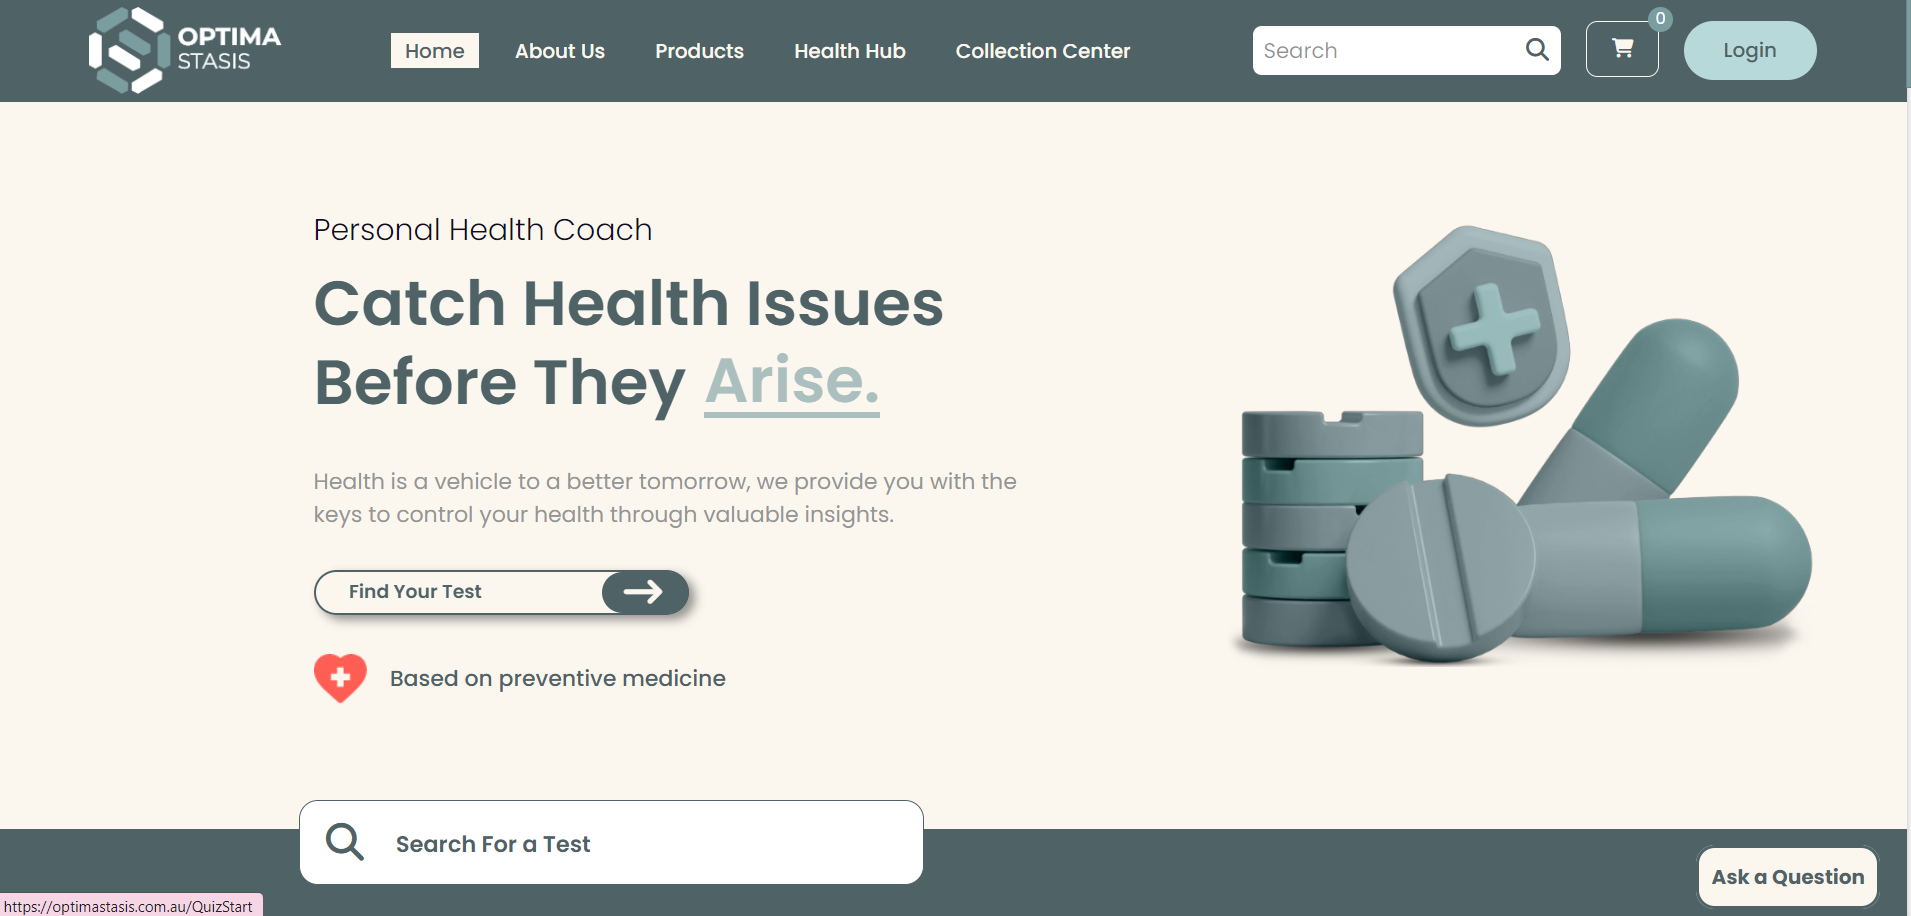 OPTIMA
STASIS
Home
About Us
Products
Health Hub
Collection Center
Search
0
Login
Personal Health Coach
Catch Health Issues
Before They Arise.
Health is a vehicle to a better tomorrow, we provide you with the
keys to control your health through valuable insights.
Find Your Test
Based on preventive medicine
Search For a Test
Ask a Question
https://optimastasis.com.au/QuizStart